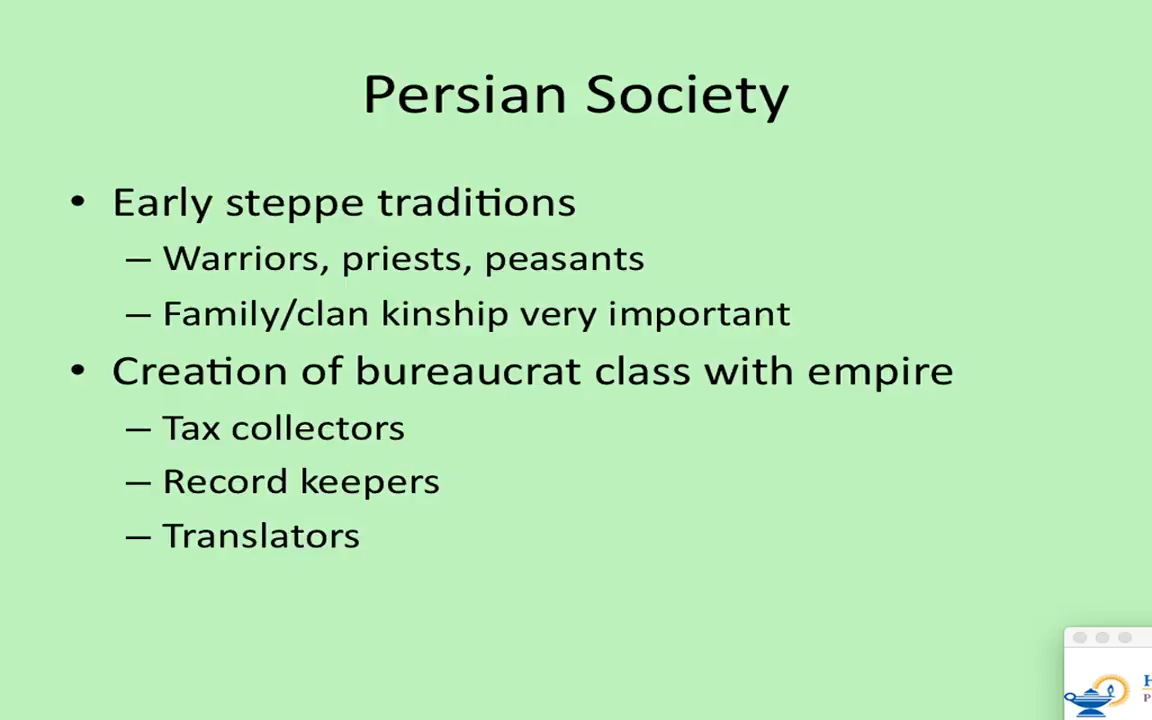 Persian Society
• Early steppe traditions
– Warriors, priests, peasants
– Family/clan kinship very important
• Creation of bureaucrat class with empire
– Tax collectors
– Record keepers
– Translators
H
P